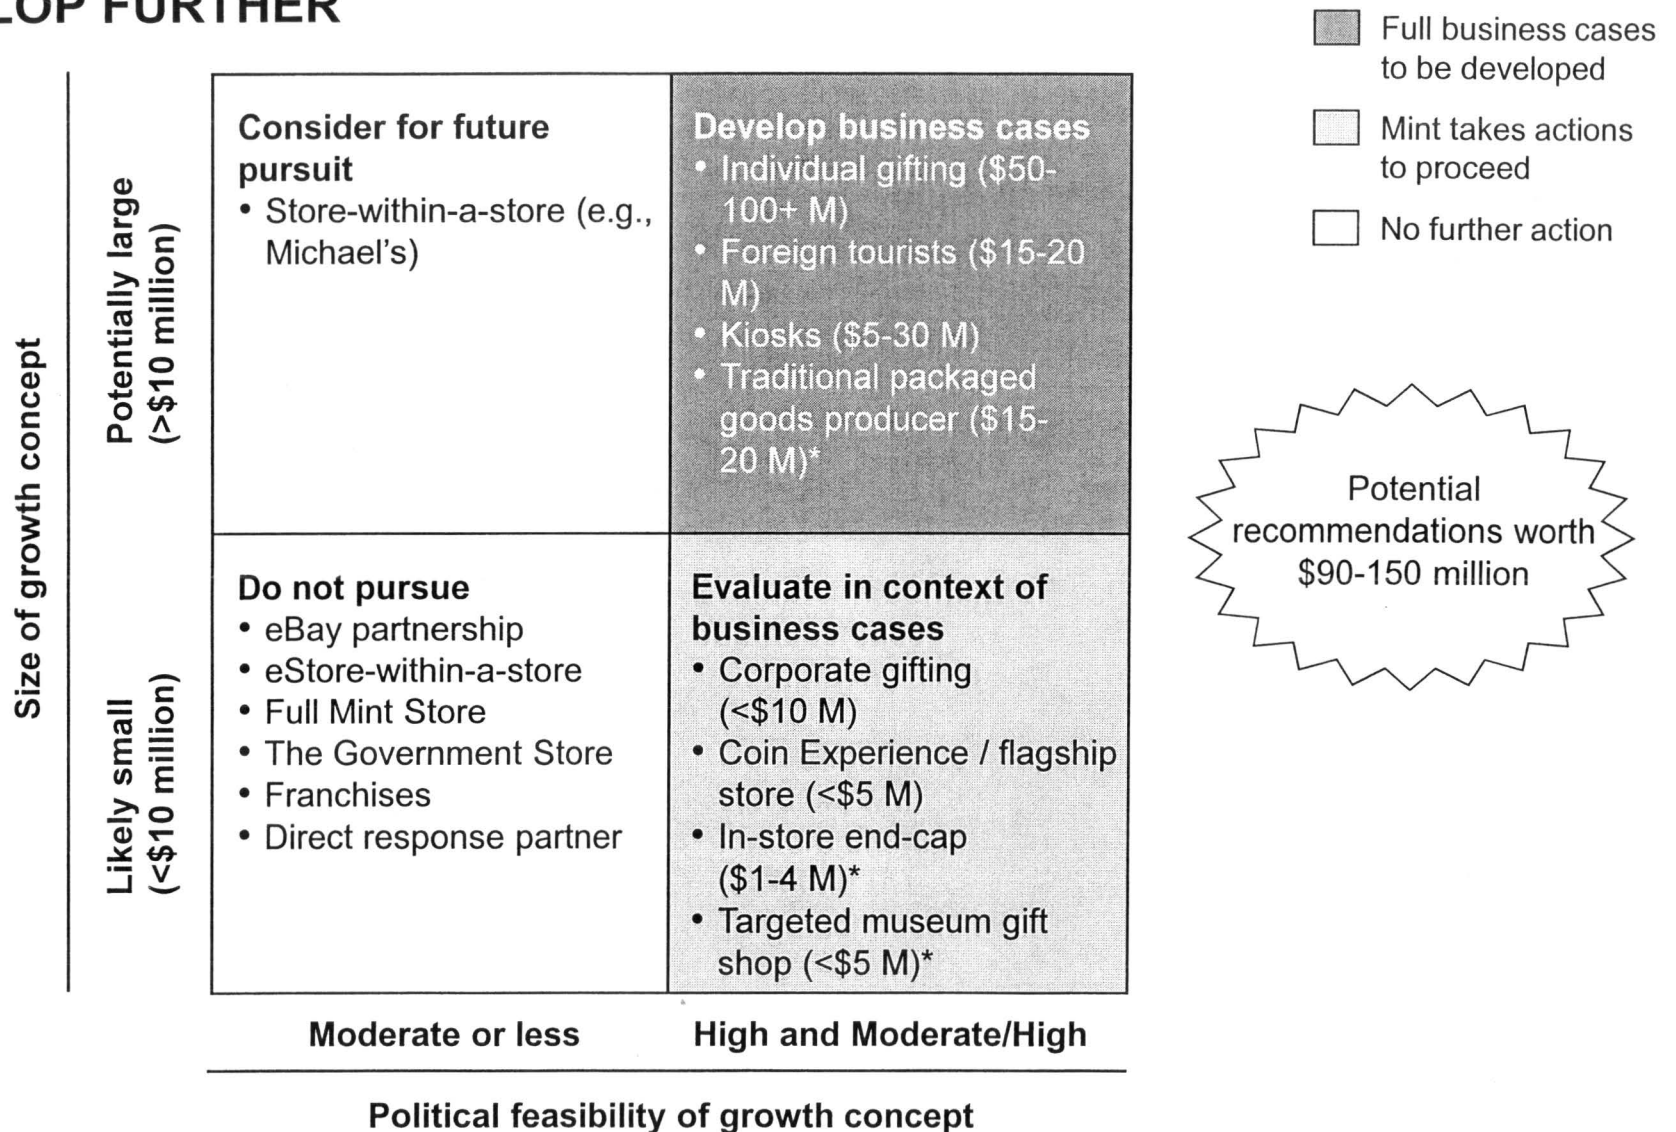 LOP FURTHER
Full business cases
to be developed
Mint takes actions
to proceed
No further action
Size of growth concept
Potentially large
(>$10 million)
Consider for future
pursuit
• Store-within-a-store (e.g.,
Michael's)
Develop business cases
• Individual gifting ($50-
100+ M)
• Foreign tourists ($15-20
M)
• Kiosks ($5-30 M)
• Traditional packaged
goods producer ($15-
20 M)*
Potential
recommendations worth
$90-150 million
Likely small
(<$10 million)
Do not pursue
• eBay partnership
• eStore-within-a-store
• Full Mint Store
• The Government Store
• Franchises
• Direct response partner
Evaluate in context of
business cases
• Corporate gifting
(<$10 M)
• Coin Experience / flagship
store (<$5 M)
• In-store end-cap
($1-4 M)*
• Targeted museum gift
shop (<$5 M)*
Moderate or less
High and Moderate/High
Political feasibility of growth concept